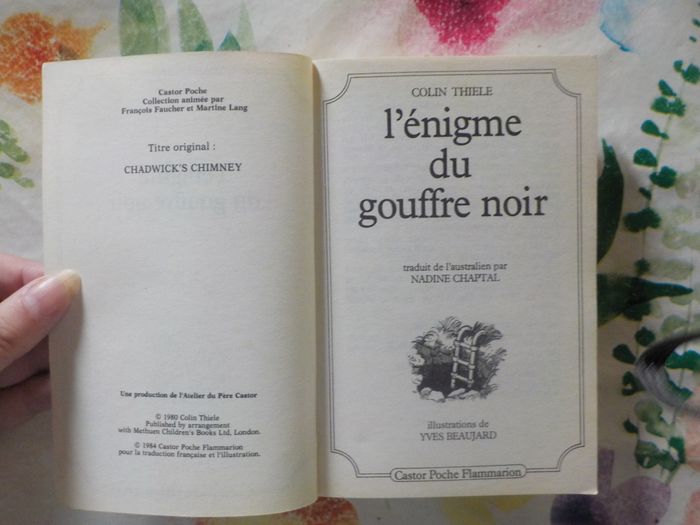 Castor Poche
Collection animée par
François Faucher et Martine Lang
Titre original :
CHADWICK'S CHIMNEY
Une production de l'Atelier du Père Castor
© 1980 Colin Thiele
Published by arrangement
with Methuen Children's Books Ltd, London.
© 1984 Castor Poche Flammarion
pour la traduction française et l'illustration.
COLIN THIELE
l'énigme
du
gouffre noir
traduit de l'australien par
NADINE CHAPTAL
illustrations de
YVES BEAUJARD
Castor Poche Flammarion